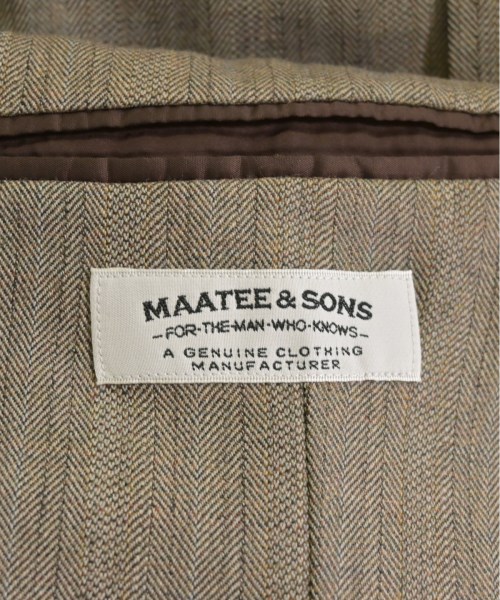 MAATEE & SONS
-FOR-THE-MAN-WHO-KNOWS-
A GENUINE CLOTHING
MANUFACTURER